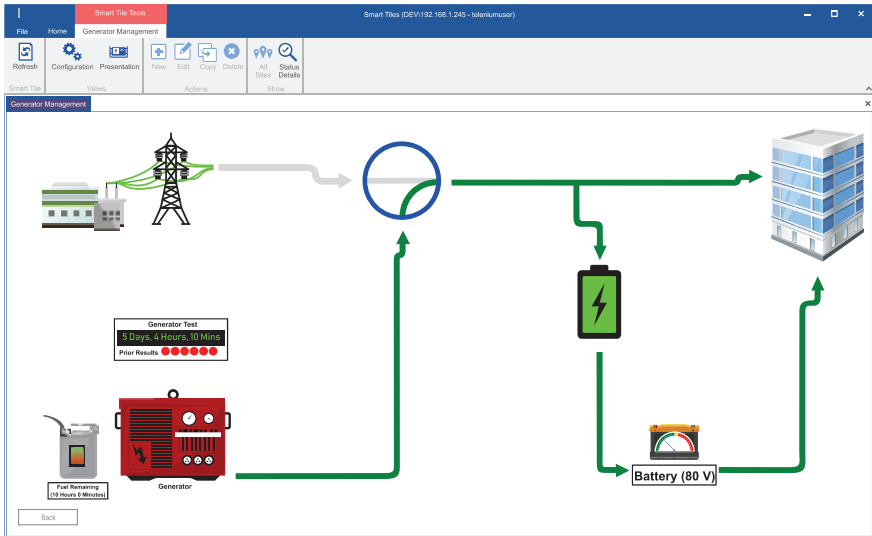 Smart Tile Tools
Smart Tiles (DEV\192.168.1.245 - teleniumuser)
File
Home
Generator Management
Refresh
Configuration
Presentation
New
Edit
Copy
Delete
All Sites
Status Details
Smart Tile
Views
Actions
Show
Generator Management
Generator Test
5 Days, 4 Hours, 10 Mins
Prior Results
Fuel Remaining
(10 Hours 0 Minutes)
Generator
Battery (80 V)
Back